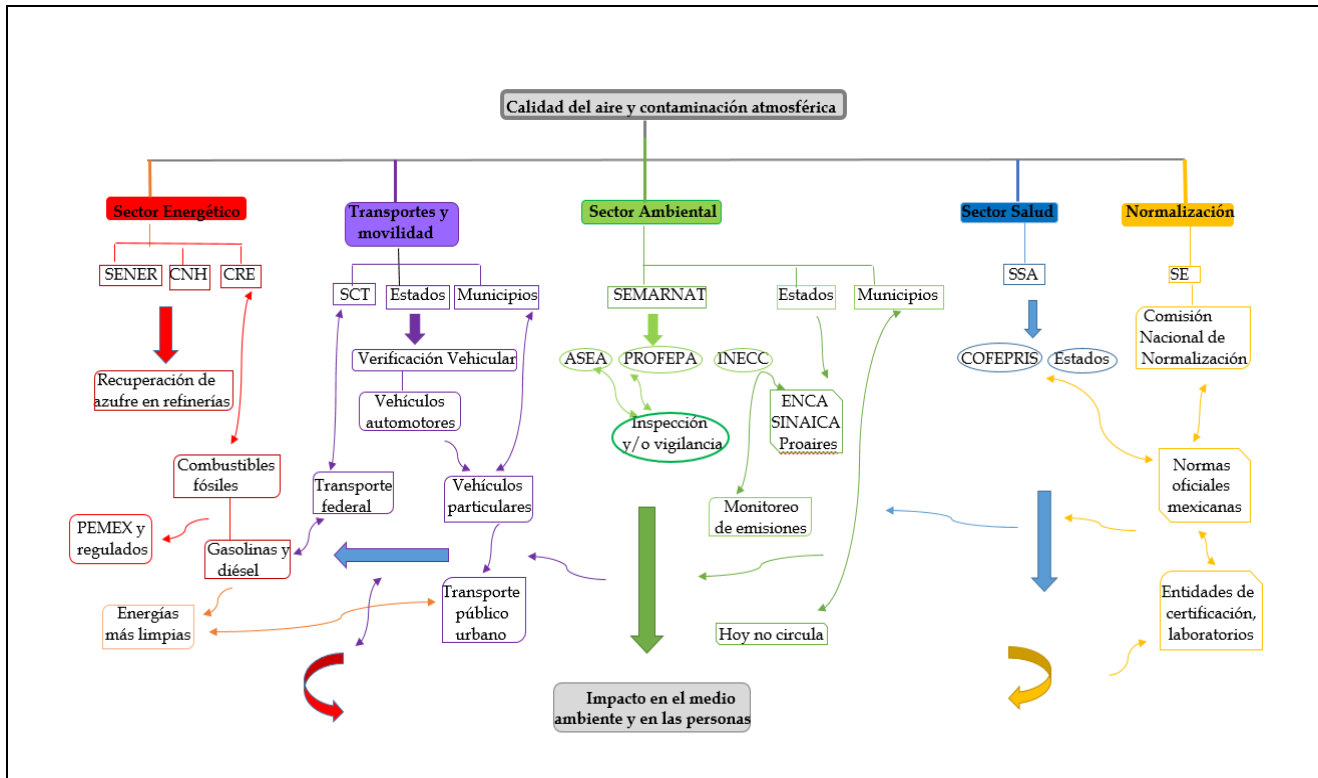 Calidad del aire y contaminación atmosférica
Sector Energético
Transportes y
movilidad
Sector Ambiental
Sector Salud
Normalización
SENER
CNH
CRE
SCT
Estados
Municipios
SEMARNAT
Estados
Municipios
SSA
SE
Comisión
Nacional de
Normalización
Verificación Vehicular
ASEA
PROFEPA
INECC
COFEPRIS
Estados
Recuperación de
azufre en refinerías
Vehículos
automotores
Inspección
y/o vigilancia
ENCA
SINAICA
Proaires
Combustibles
fósiles
Transporte
federal
Vehículos
particulares
Monitoreo
de emisiones
Normas
oficiales
mexicanas
PEMEX y
regulados
Gasolinas y
diésel
Energías
más limpias
Transporte
público
urbano
Hoy no circula
Entidades de
certificación,
laboratorios
Impacto en el medio
ambiente y en las personas